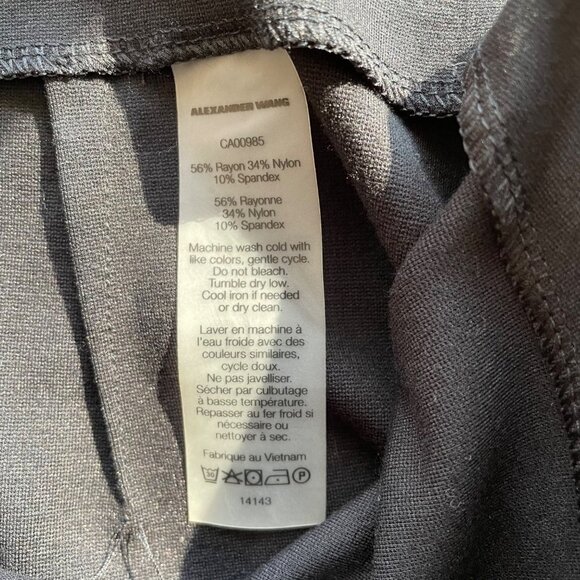 ALEXANDER WANG
CA00985
56% Rayon 34% Nylon
10% Spandex
56% Rayonne
34% Nylon
10% Spandex
Machine wash cold with
like colors, gentle cycle.
Do not bleach.
Tumble dry low.
Cool iron if needed
or dry clean.
Laver en machine à
l'eau froide avec des
couleurs similaires,
cycle doux.
Ne pas javelliser.
Sécher par culbutage
à basse température.
Repasser au fer froid si
nécessaire ou
nettoyer à sec.
Fabrique au Vietnam
30 P
14143